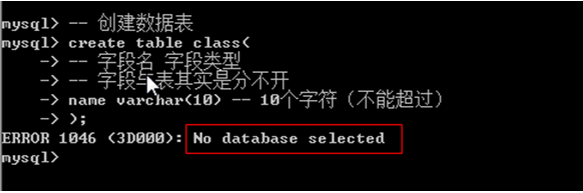 mysql> -- 创建数据表
mysql> create table class(
    -> -- 字段名 字段类型
    -> -- 字段与表其实是分不开
    -> name varchar(10) -- 10个字符（不能超过）
    -> );
ERROR 1046 (3D000): No database selected
mysql>